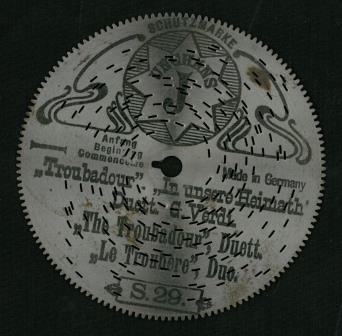 SCHUTZMARKE
J
Anfang
Beginning
Commencere
Made in Germany
„Troubadour" „In unsere Heimath"
Duett. G. Verdi.
„The Troubadour" Duett.
„Le Trouvère" Duo.
S. 29.